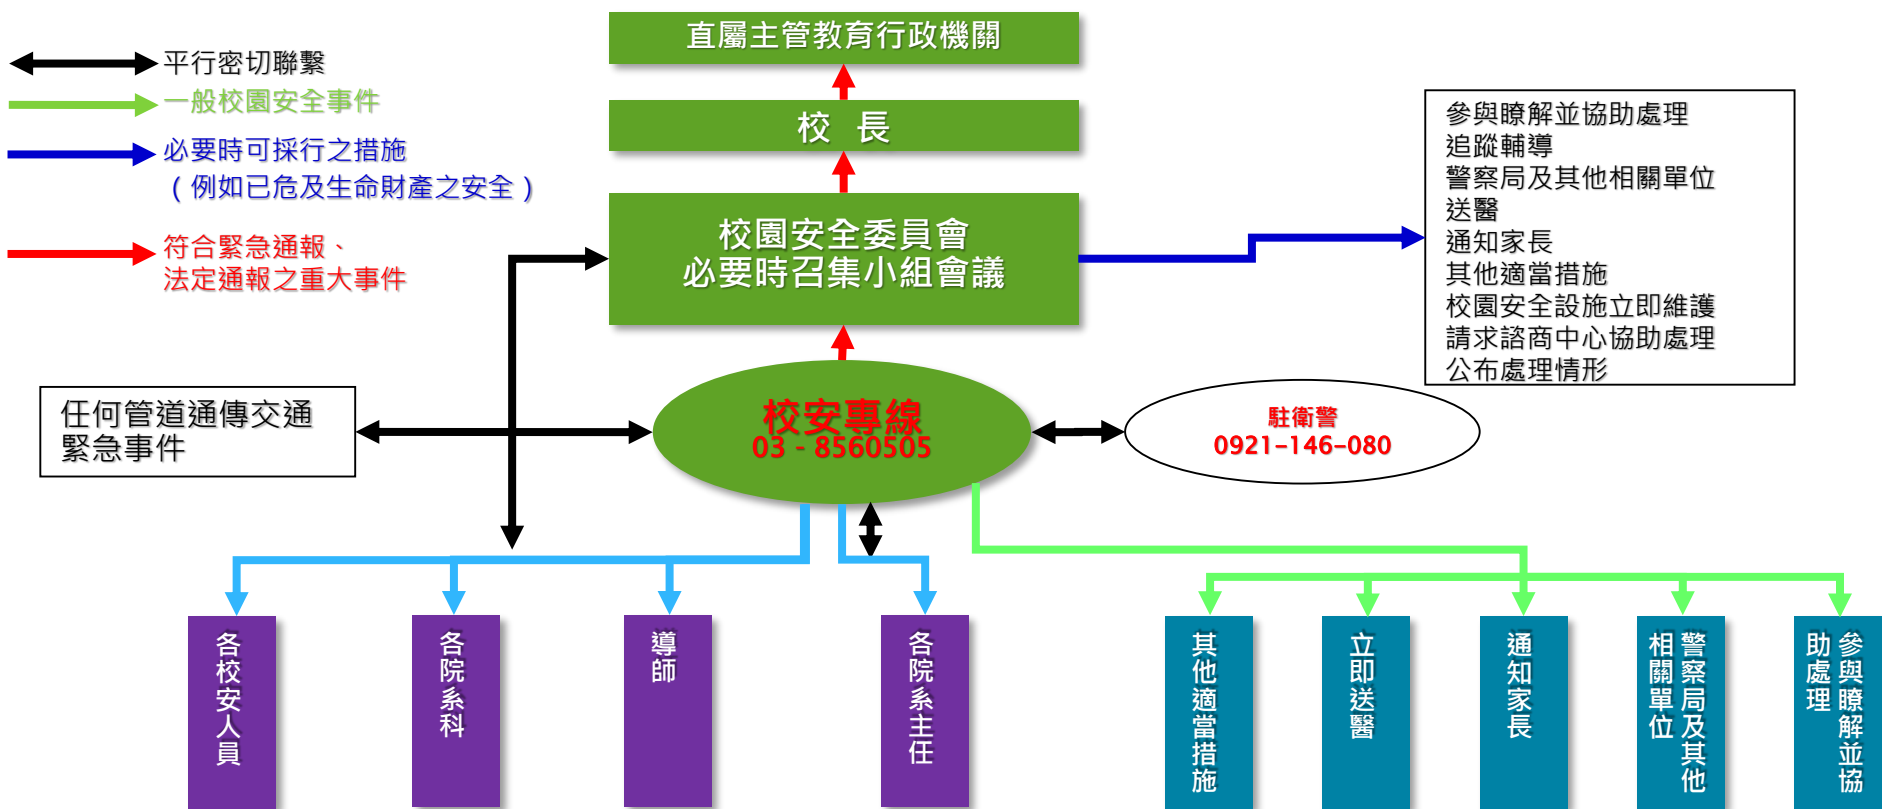 直屬主管教育行政機關
平行密切聯繫
一般校園安全事件
必要時可採行之措施
（例如已危及生命財產之安全）
符合緊急通報、
法定通報之重大事件
校 長
校園安全委員會
必要時召集小組會議
參與瞭解並協助處理
追蹤輔導
警察局及其他相關單位
送醫
通知家長
其他適當措施
校園安全設施立即維護
請求諮商中心協助處理
公布處理情形
任何管道通傳交通
緊急事件
校安專線
03 - 8560505
駐衛警
0921-146-080
各校安人員
各院系科
導師
各院系主任
其他適當措施
立即送醫
通知家長
警察局及其他
相關單位
參與瞭解並協
助處理